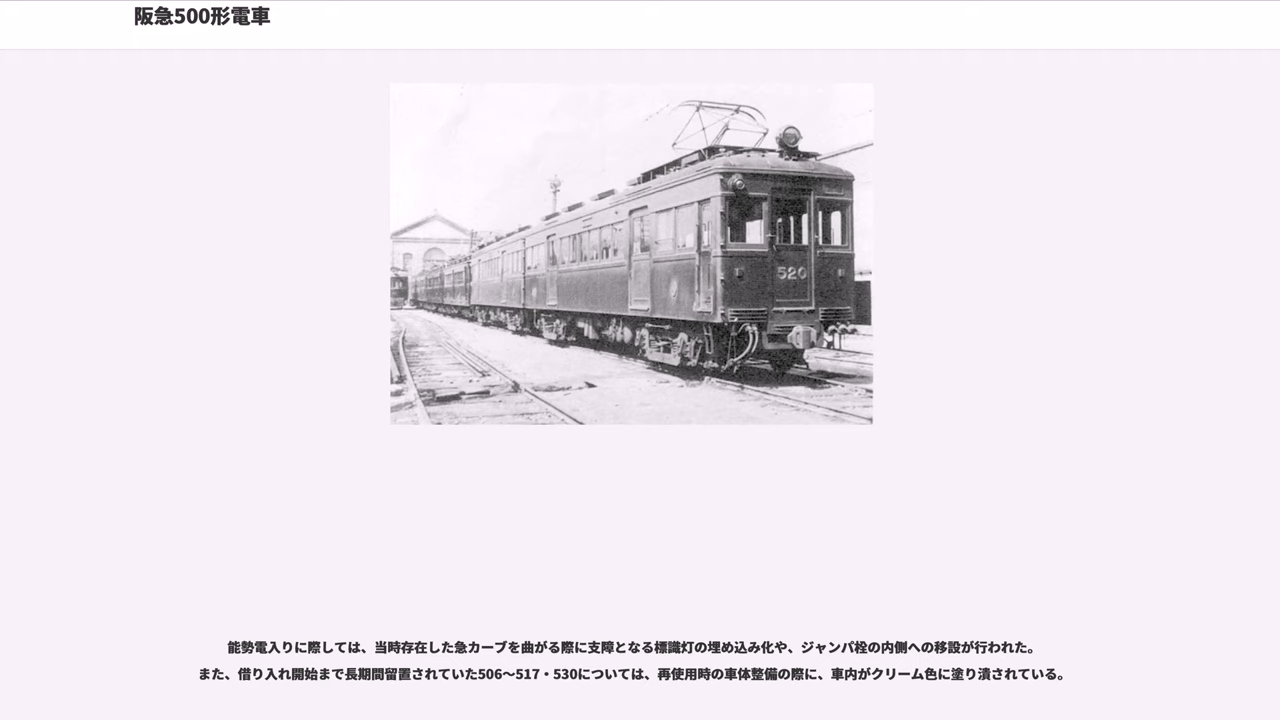 阪急500形電車
520
能勢電入りに際しては、当時存在した急カーブを曲がる際に支障となる標識灯の埋め込み化や、ジャンパ栓の内側への移設が行われた。
また、借り入れ開始まで長期間留置されていた506〜517・530については、再使用時の車体整備の際に、車内がクリーム色に塗り潰されている。